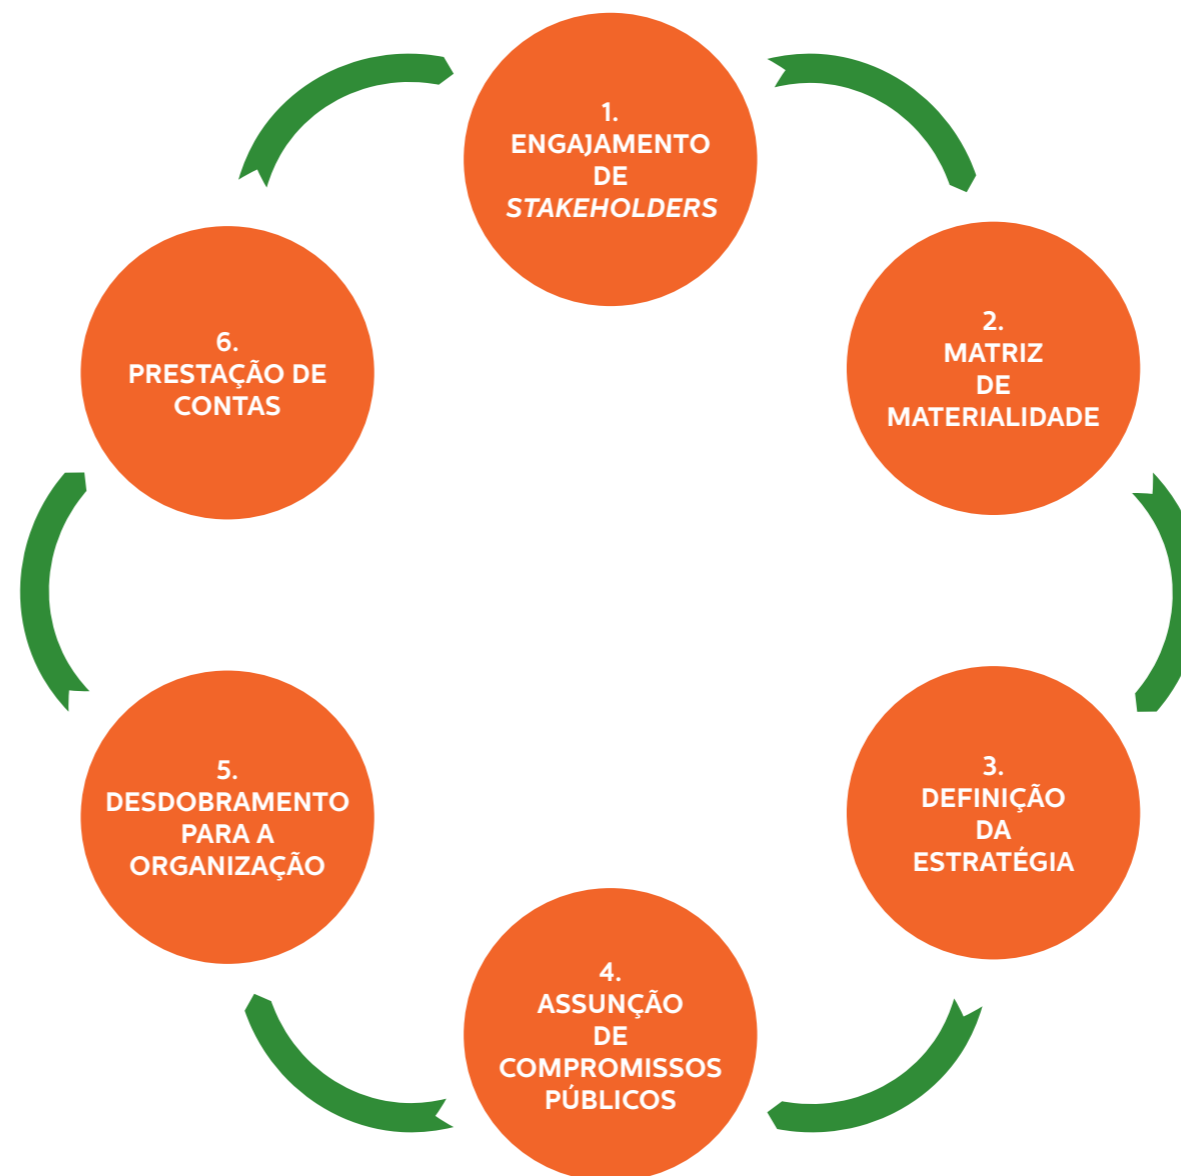 1.
ENGAJAMENTO
DE
STAKEHOLDERS
2.
MATRIZ
DE
MATERIALIDADE
3.
DEFINIÇÃO
DA
ESTRATÉGIA
4.
ASSUNÇÃO
DE
COMPROMISSOS
PÚBLICOS
5.
DESDOBRAMENTO
PARA A
ORGANIZAÇÃO
6.
PRESTAÇÃO DE
CONTAS